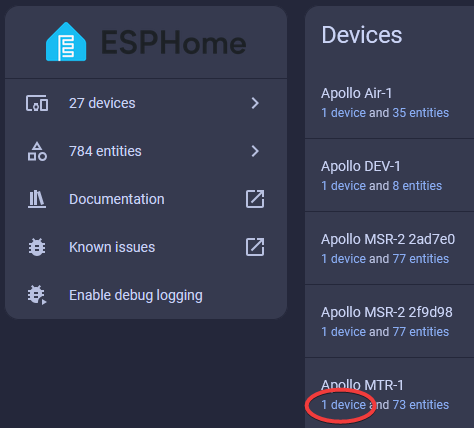 ESPHome
27 devices
784 entities
Documentation
Known issues
Enable debug logging
Devices
Apollo Air-1
1 device and 35 entities
Apollo DEV-1
1 device and 8 entities
Apollo MSR-2 2ad7e0
1 device and 77 entities
Apollo MSR-2 2f9d98
1 device and 77 entities
Apollo MTR-1
1 device and 73 entities